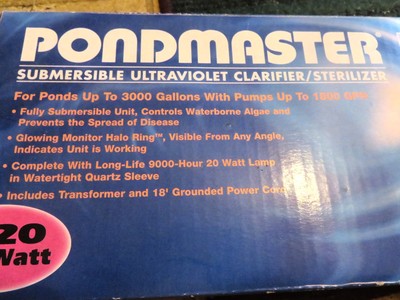 PONDMASTER
SUBMERSIBLE ULTRAVIOLET CLARIFIER/STERILIZER
For Ponds Up To 3000 Gallons With Pumps Up To 1800 GPH
• Fully Submersible Unit, Controls Waterborne Algae and
Prevents the Spread of Disease
• Glowing Monitor Halo Ring™, Visible From Any Angle,
Indicates Unit is Working
• Complete With Long-Life 9000-Hour 20 Watt Lamp
in Watertight Quartz Sleeve
• Includes Transformer and 18' Grounded Power Cord
20
Watt